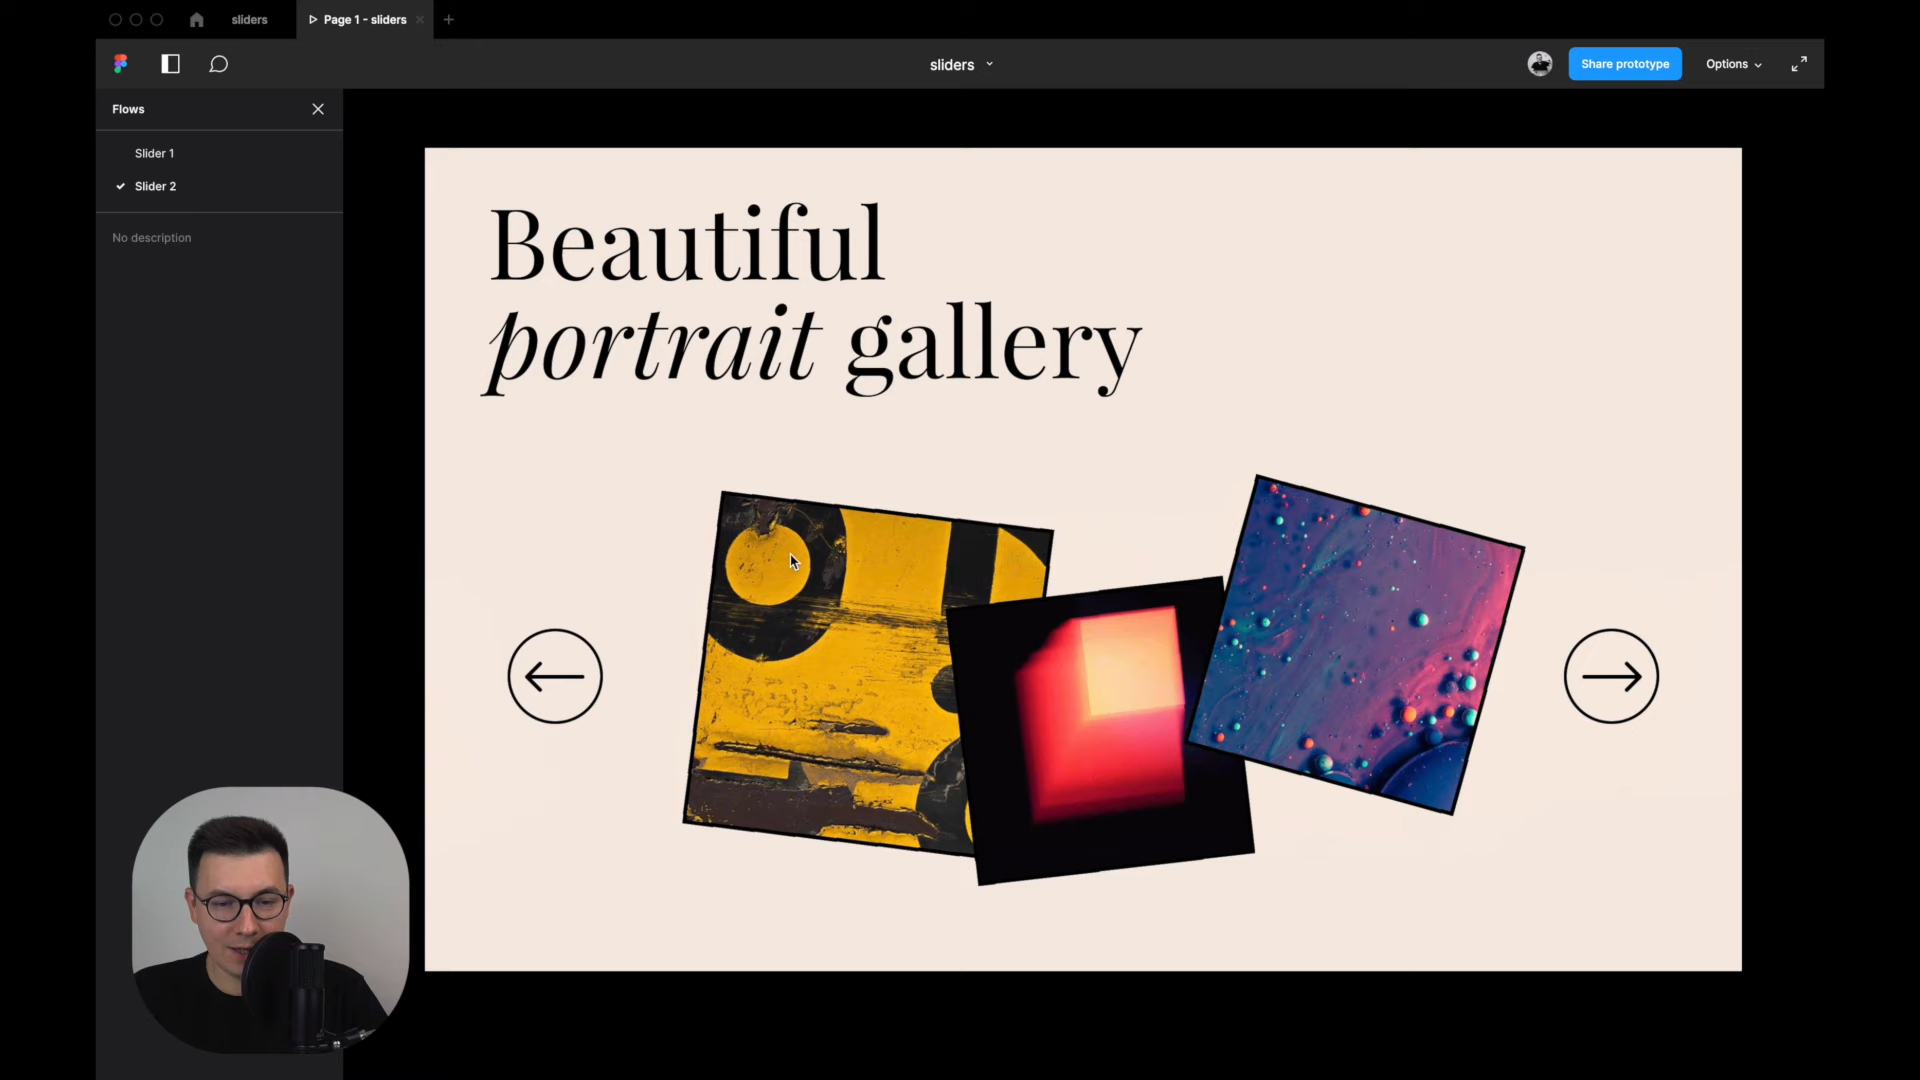 sliders
Page 1 - sliders
sliders
Share prototype
Options
Flows
Slider 1
Slider 2
No description
Beautiful
portrait gallery